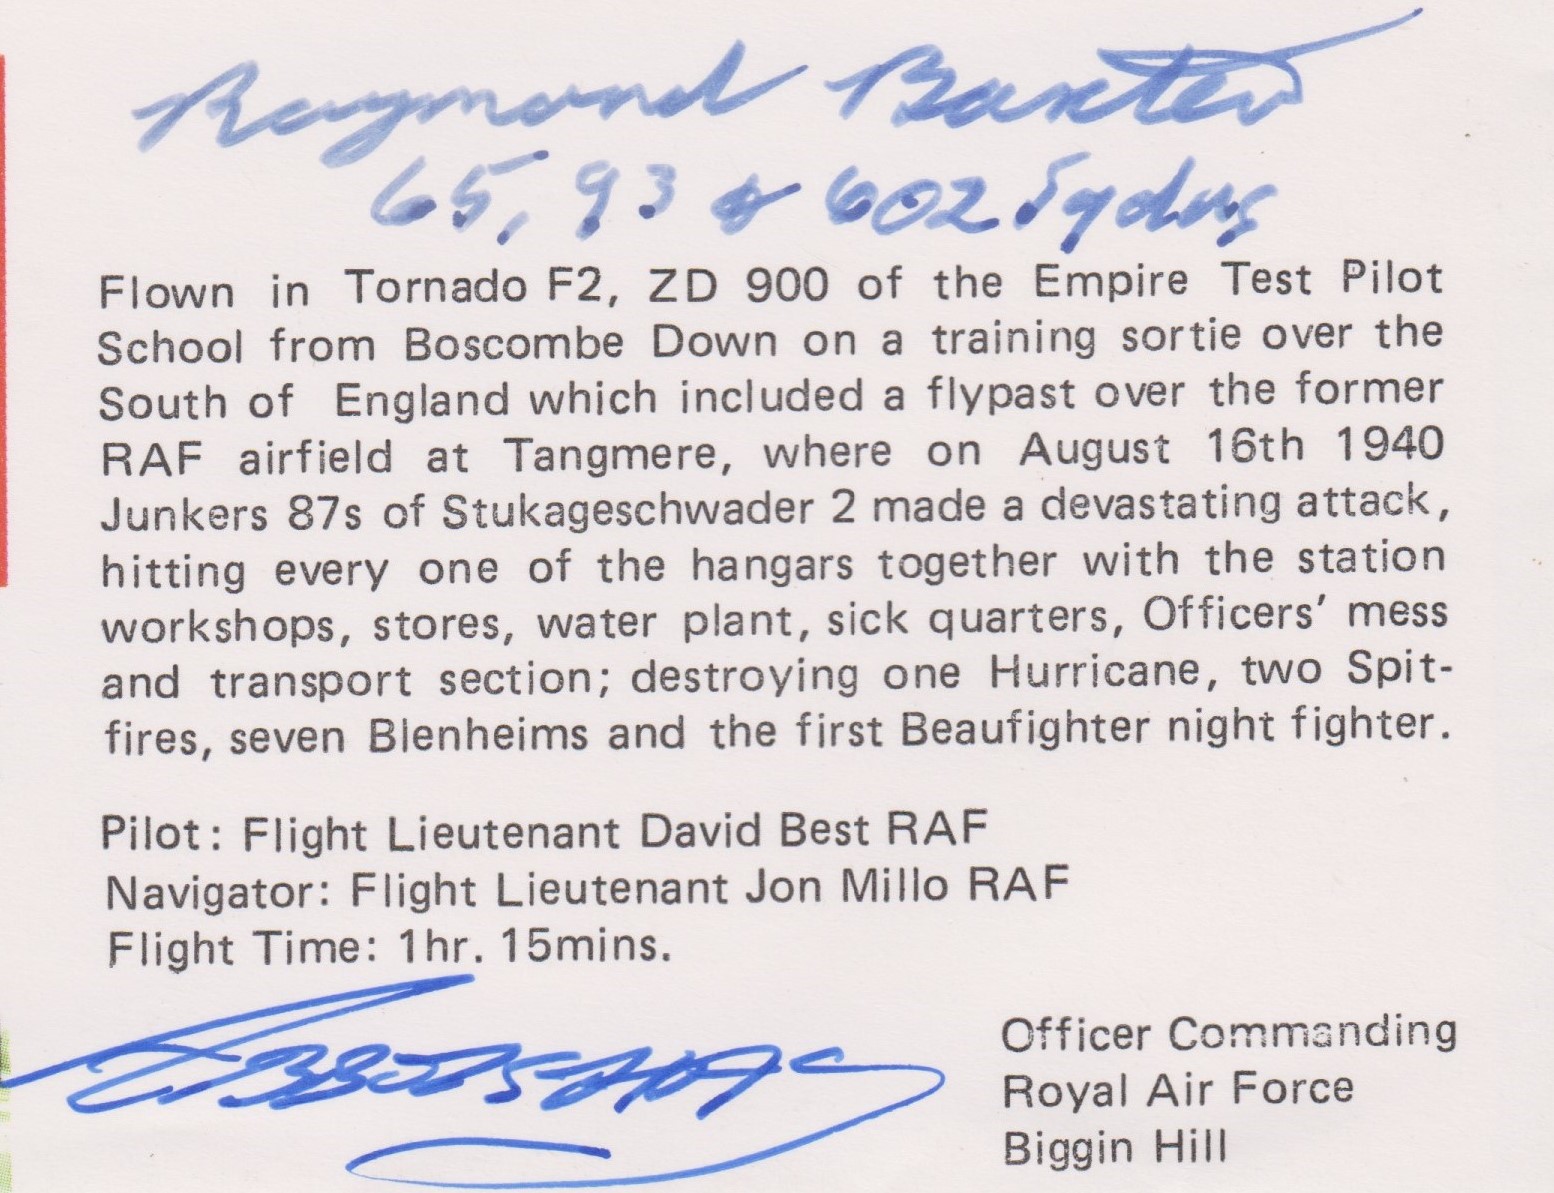 Raymond Baxter
65, 93 & 602 Sqdns
Flown in Tornado F2, ZD 900 of the Empire Test Pilot
School from Boscombe Down on a training sortie over the
South of England which included a flypast over the former
RAF airfield at Tangmere, where on August 16th 1940
Junkers 87s of Stukageschwader 2 made a devastating attack,
hitting every one of the hangars together with the station
workshops, stores, water plant, sick quarters, Officers' mess
and transport section; destroying one Hurricane, two Spit-
fires, seven Blenheims and the first Beaufighter night fighter.
Pilot: Flight Lieutenant David Best RAF
Navigator: Flight Lieutenant Jon Millo RAF
Flight Time: 1hr. 15mins.
Officer Commanding
Royal Air Force
Biggin Hill